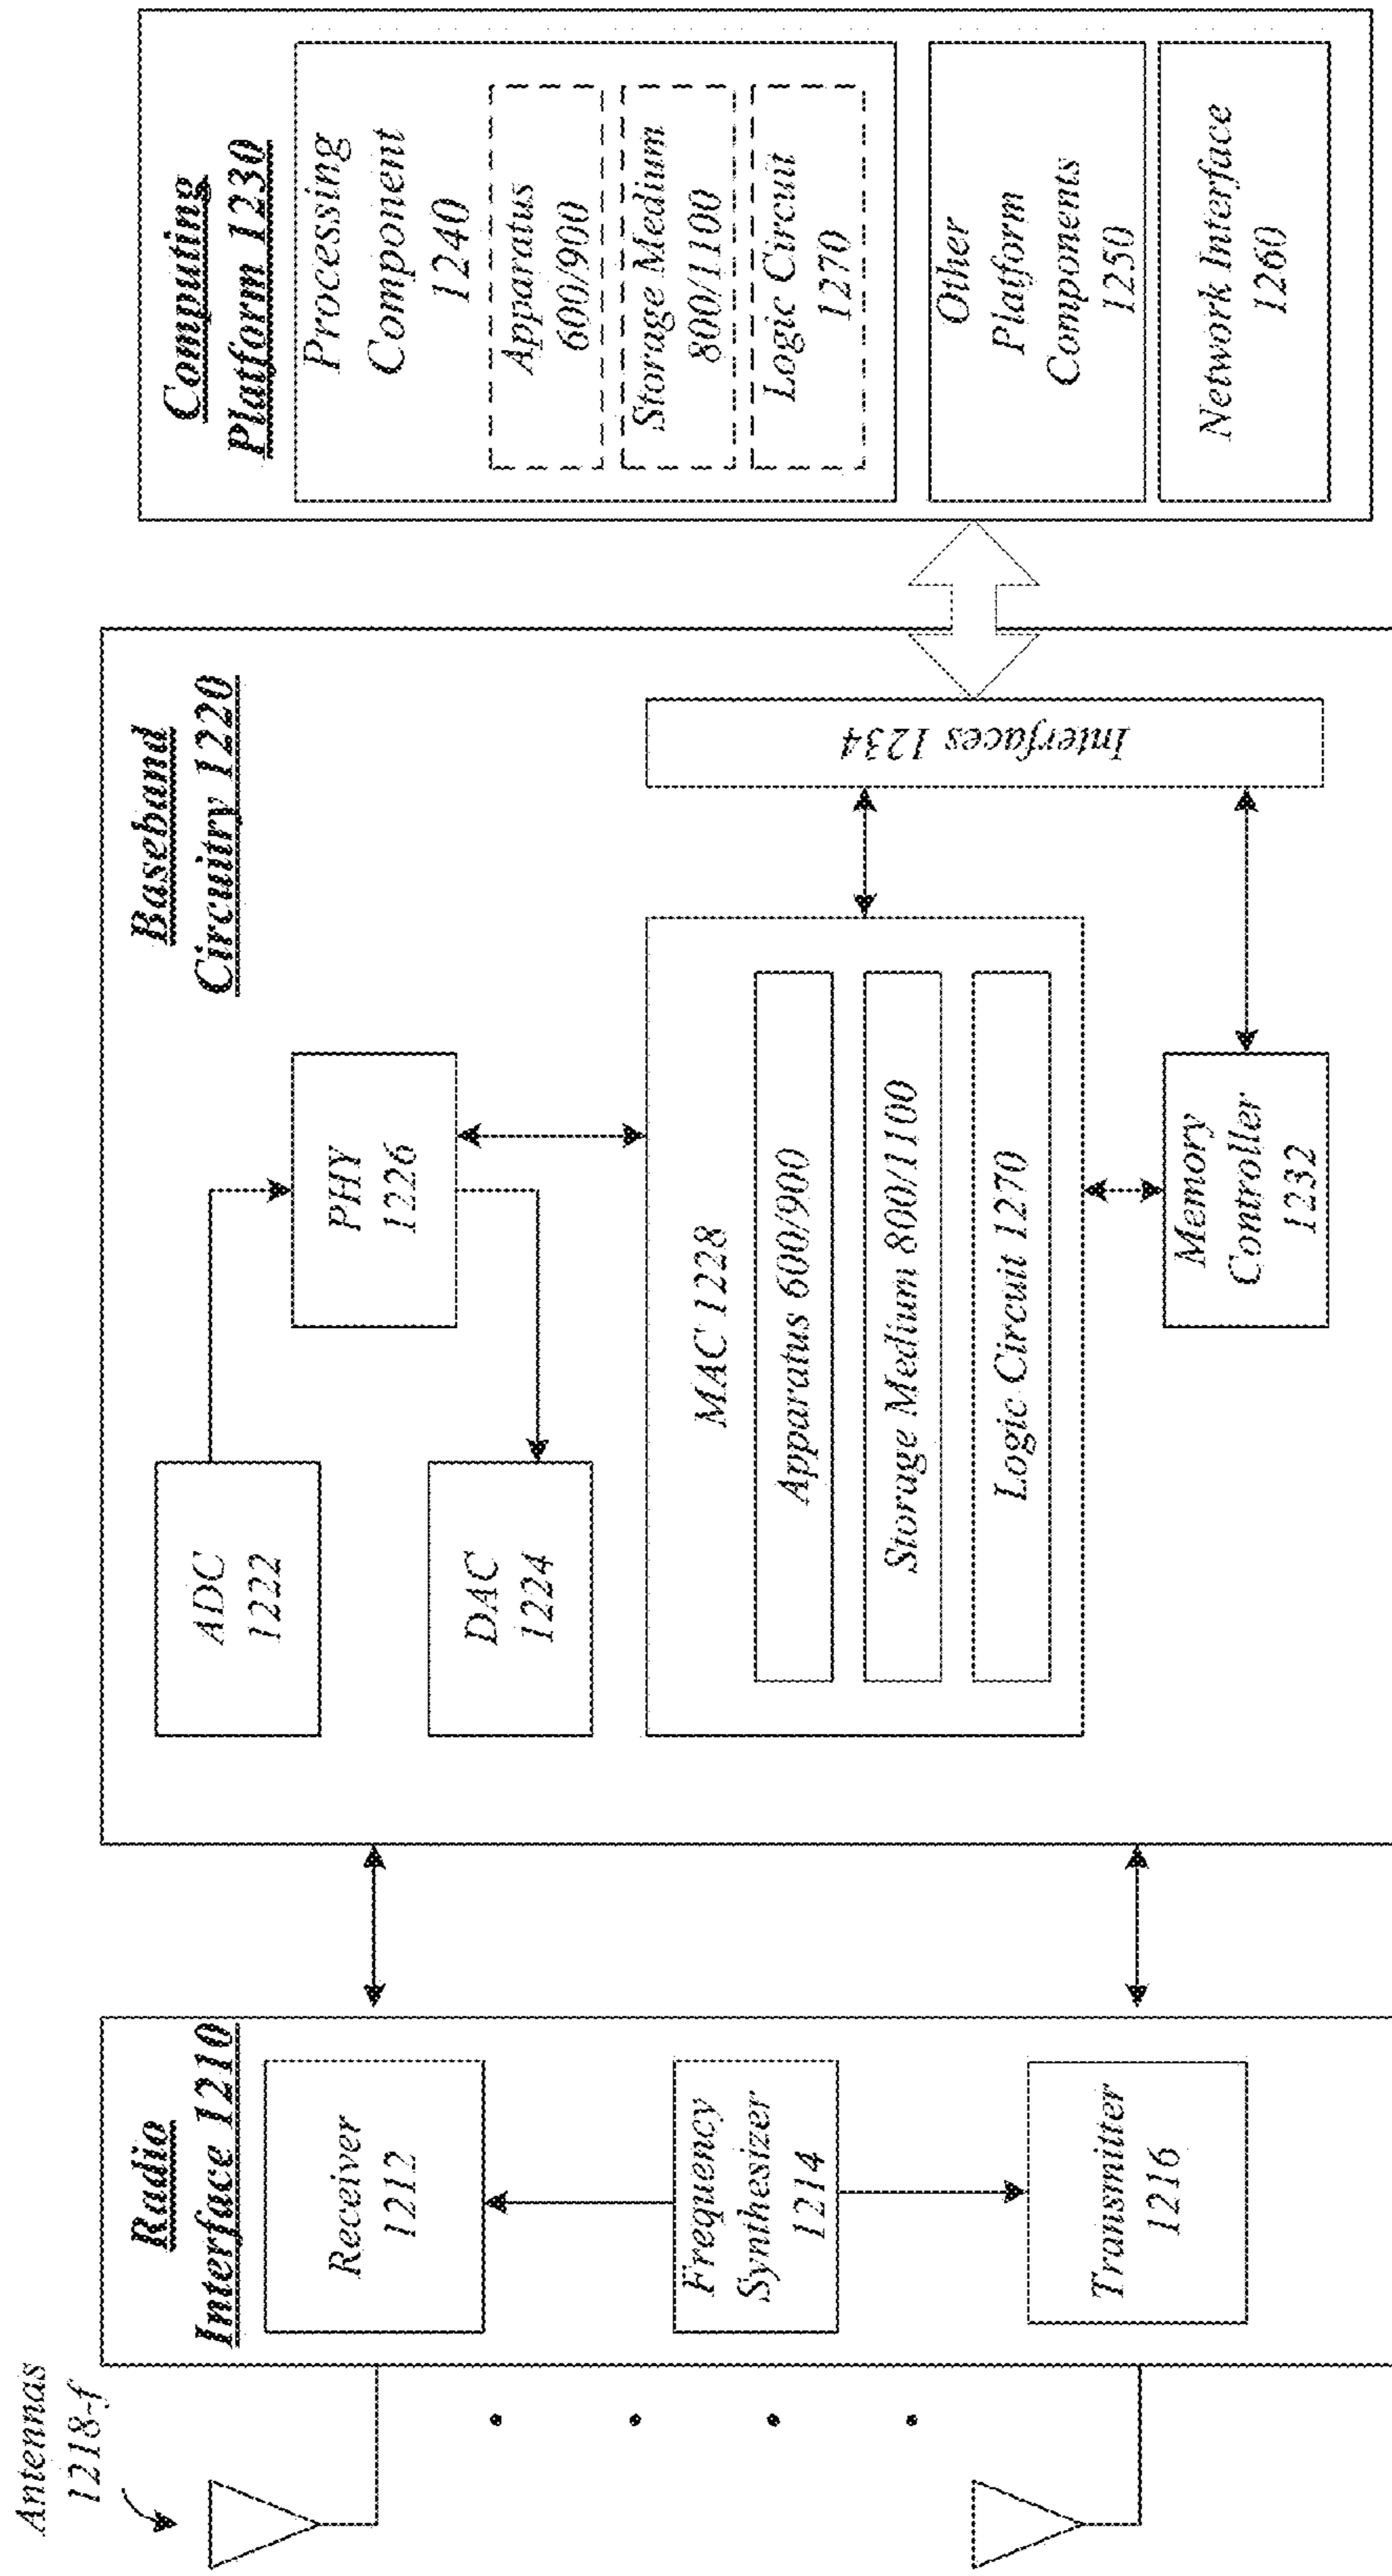 Antennas
1218-f
Radio
Interface 1210
Receiver
1212
Frequency
Synthesizer
1214
Transmitter
1216
Baseband
Circuitry 1220
ADC
1222
PHY
1226
DAC
1224
MAC 1228
Apparatus 600/900
Storage Medium 800/1100
Logic Circuit 1270
Memory
Controller
1232
Interfaces 1234
Computing
Platform 1230
Processing
Component
1240
Apparatus
600/900
Storage Medium
800/1100
Logic Circuit
1270
Other
Platform
Components
1250
Network Interface
1260